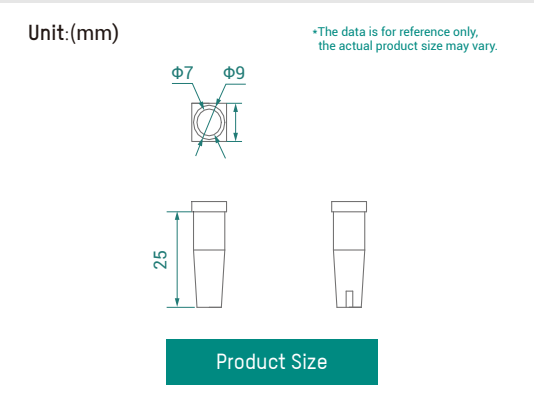 Unit:(mm)
*The data is for reference only,
the actual product size may vary.
Φ7 Φ9
25
Product Size